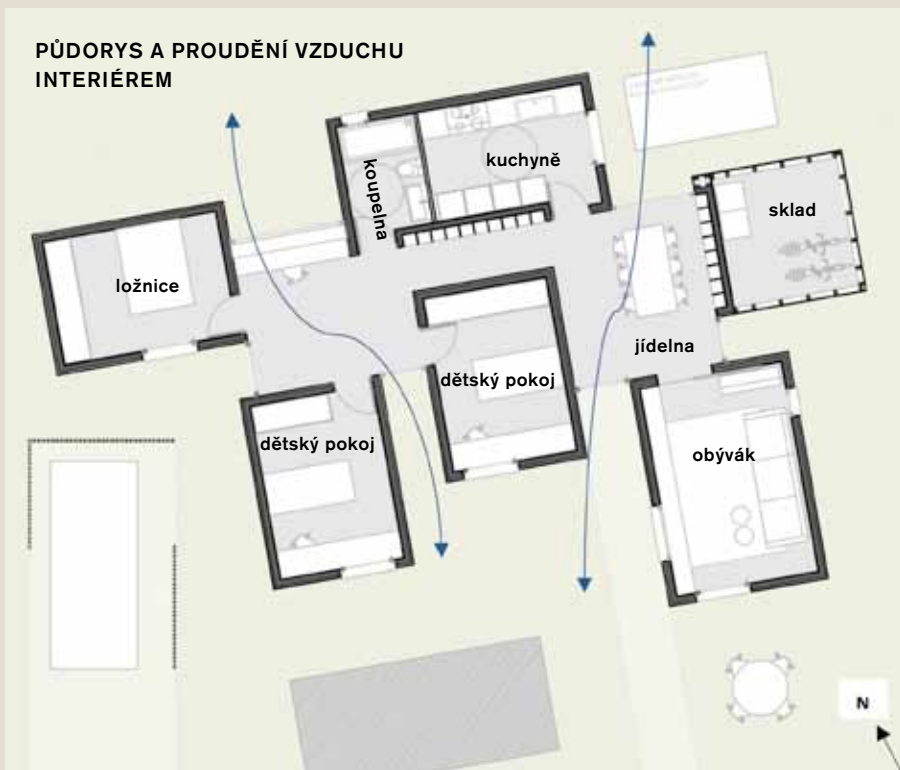 PŮDORYS A PROUDĚNÍ VZDUCHU
INTERIÉREM
koupelna
kuchyně
sklad
ložnice
jídelna
dětský pokoj
dětský pokoj
obývák
N